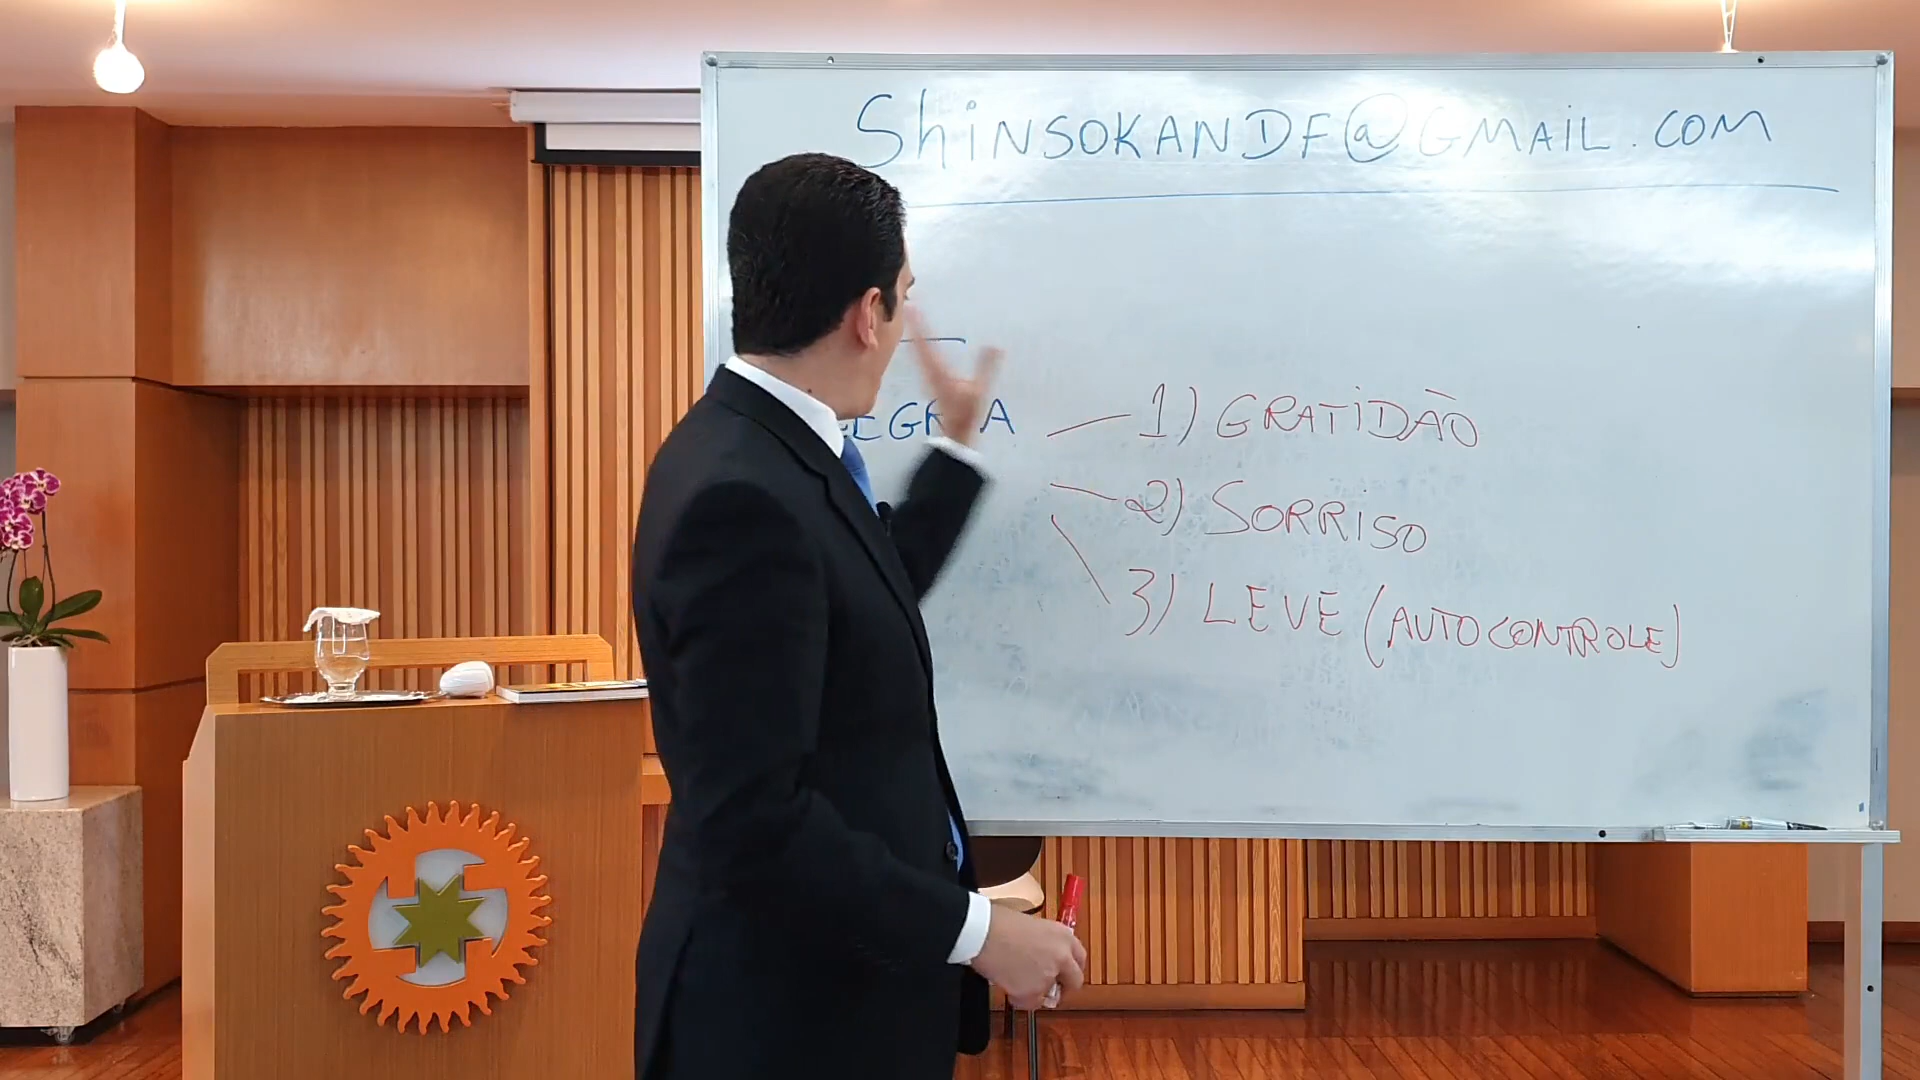 ShINSOKANDF@GMAIL.COM
1) GRATIDÃO
2) SORRISO
3) LEVE (AUTOCONTROLE)